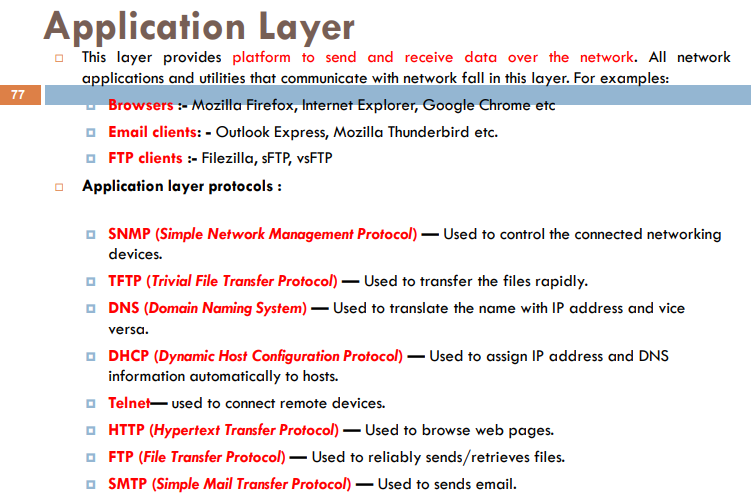 Application Layer
This layer provides platform to send and receive data over the network. All network
applications and utilities that communicate with network fall in this layer. For examples:
77
Browsers :- Mozilla Firefox, Internet Explorer, Google Chrome etc
Email clients: - Outlook Express, Mozilla Thunderbird etc.
FTP clients :- Filezilla, sFTP, vsFTP
Application layer protocols :
SNMP (Simple Network Management Protocol) — Used to control the connected networking
devices.
TFTP (Trivial File Transfer Protocol) — Used to transfer the files rapidly.
DNS (Domain Naming System) — Used to translate the name with IP address and vice
versa.
DHCP (Dynamic Host Configuration Protocol) — Used to assign IP address and DNS
information automatically to hosts.
Telnet— used to connect remote devices.
HTTP (Hypertext Transfer Protocol) — Used to browse web pages.
FTP (File Transfer Protocol) — Used to reliably sends/retrieves files.
SMTP (Simple Mail Transfer Protocol) — Used to sends email.